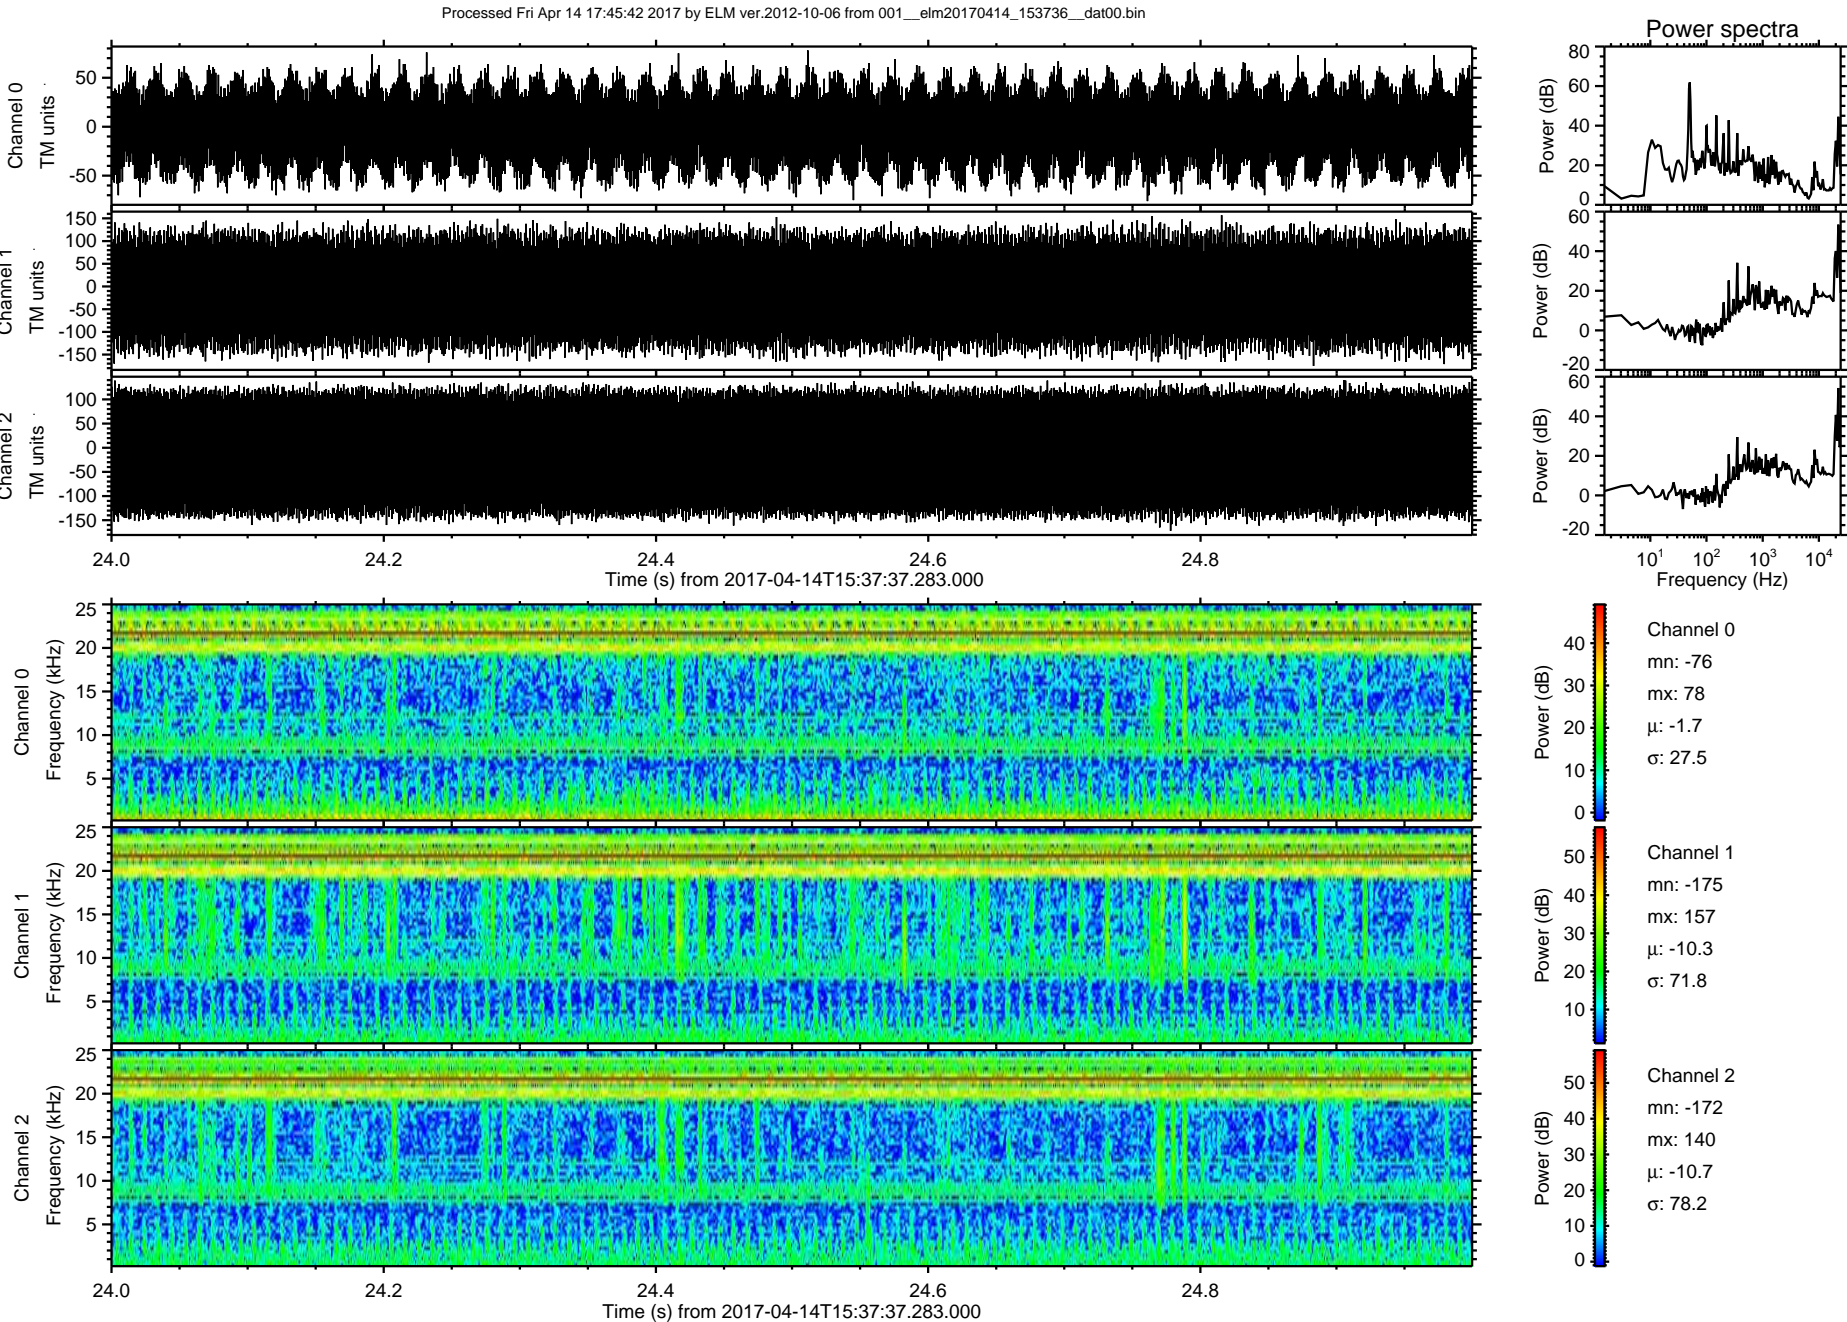 Processed Fri Apr 14 17:45:42 2017 by ELM ver.2012-10-06 from 001__elm20170414_153736__dat00.bin
Power spectra
Channel 0
TM units
50
0
-50
Power (dB)
80
60
40
20
0
Channel 1
TM units
150
100
50
0
-50
-100
-150
Power (dB)
60
40
20
0
-20
Channel 2
TM units
100
50
0
-50
-100
-150
Power (dB)
60
40
20
0
-20
24.0 24.2 24.4 24.6 24.8
Time (s) from 2017-04-14T15:37:37.283.000
10^1 10^2 10^3 10^4
Frequency (Hz)
Channel 0
Frequency (kHz)
25
20
15
10
5
Power (dB)
40
30
20
10
0
Channel 0
mn: -76
mx: 78
μ: -1.7
σ: 27.5
Channel 1
Frequency (kHz)
25
20
15
10
5
Power (dB)
50
40
30
20
10
Channel 1
mn: -175
mx: 157
μ: -10.3
σ: 71.8
Channel 2
Frequency (kHz)
25
20
15
10
5
Power (dB)
50
40
30
20
10
0
Channel 2
mn: -172
mx: 140
μ: -10.7
σ: 78.2
24.0 24.2 24.4 24.6 24.8
Time (s) from 2017-04-14T15:37:37.283.000